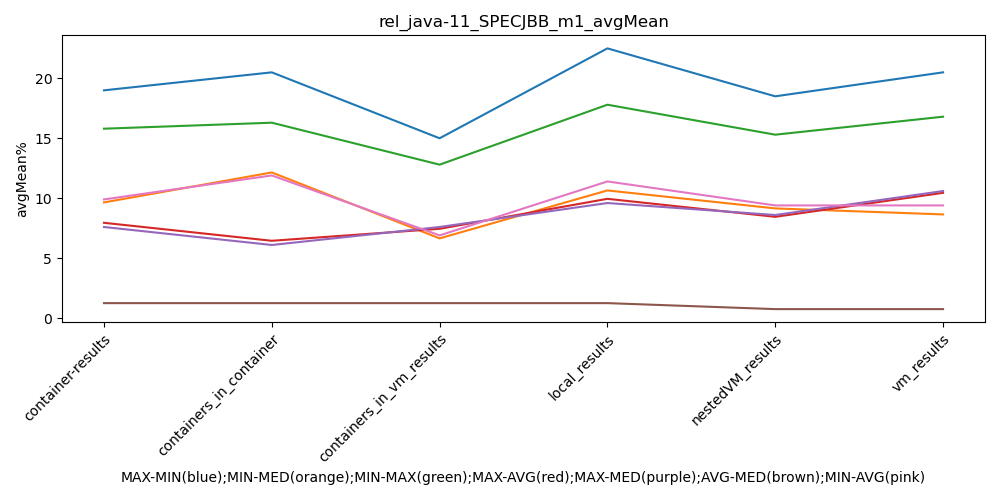 rel_java-11_SPECJBB_m1_avgMean
avgMean%
20
15
10
5
0
container-results
containers_in_container
containers_in_vm_results
local_results
nestedVM_results
vm_results
MAX-MIN(blue);MIN-MED(orange);MIN-MAX(green);MAX-AVG(red);MAX-MED(purple);AVG-MED(brown);MIN-AVG(pink)